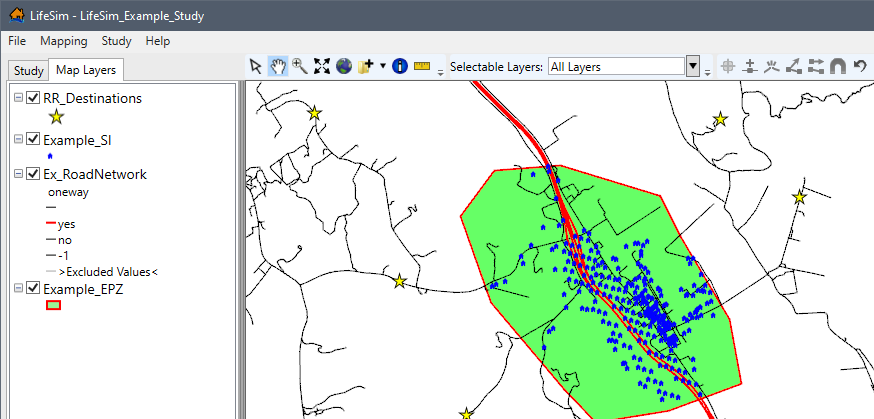 LifeSim - LifeSim_Example_Study
File Mapping Study Help
Study Map Layers
Selectable Layers: All Layers
RR_Destinations
Example_SI
Ex_RoadNetwork
oneway
yes
no
-1
>Excluded Values<
Example_EPZ